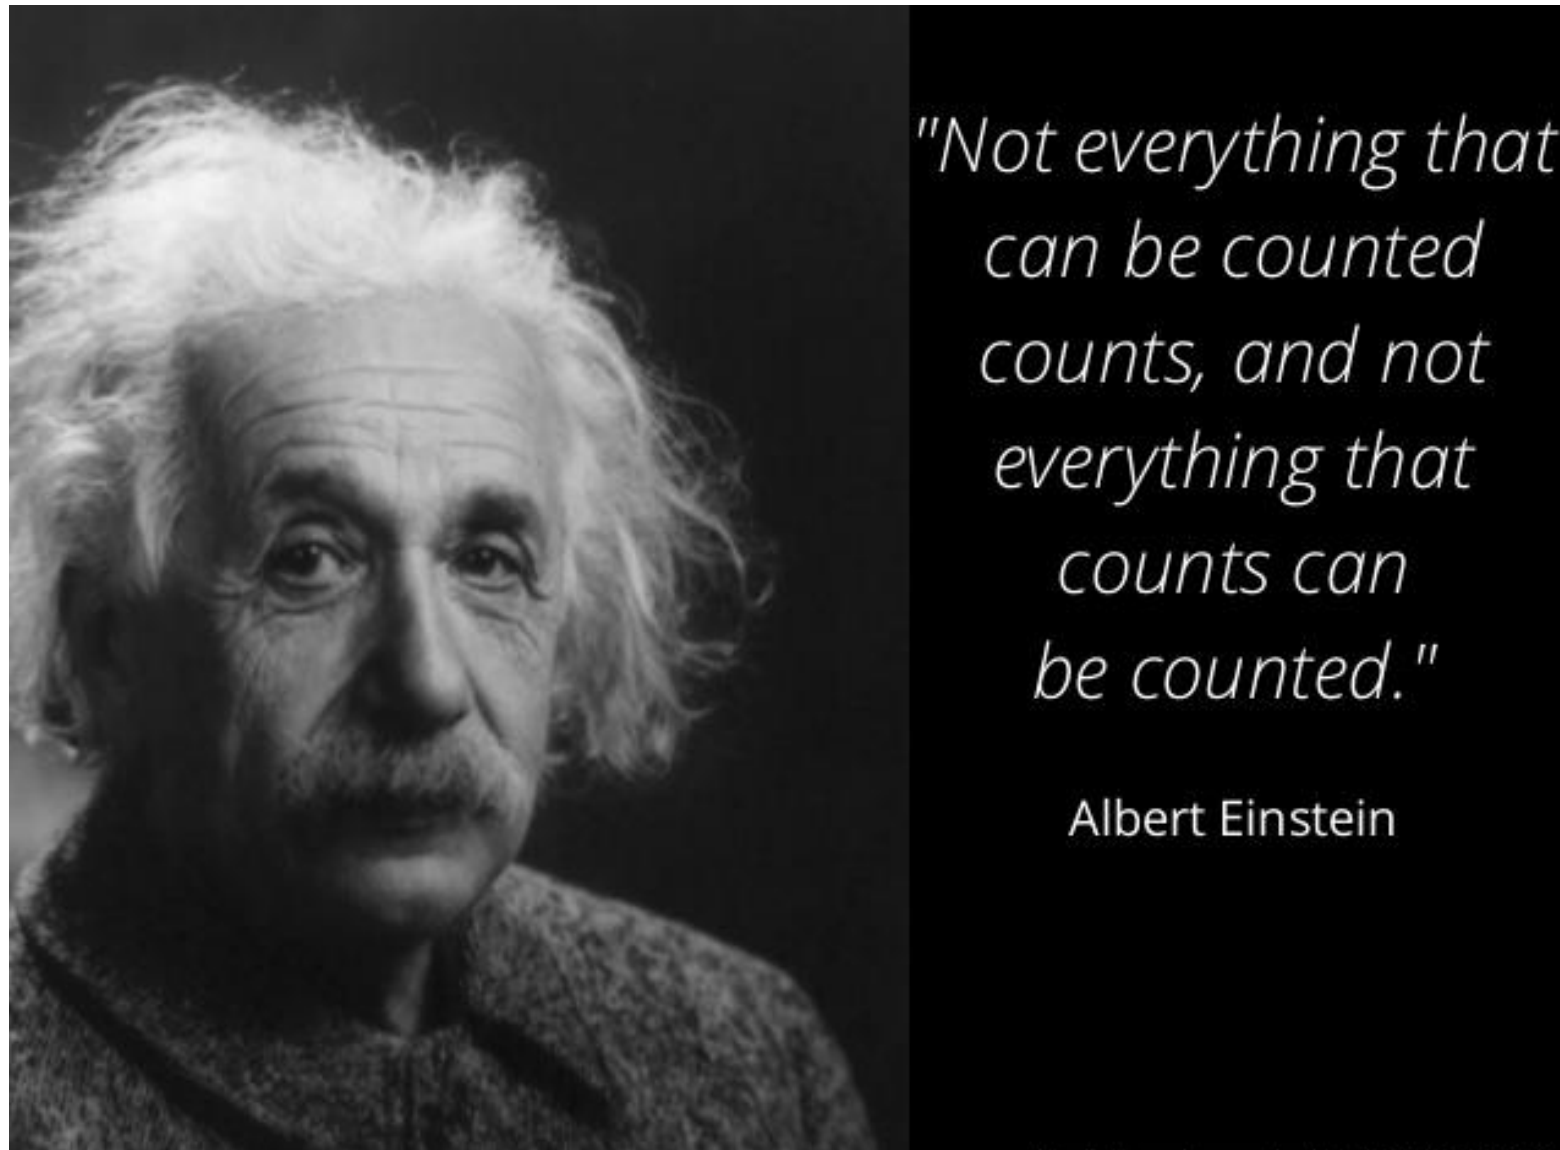 "Not everything that
can be counted
counts, and not
everything that
counts can
be counted."
Albert Einstein